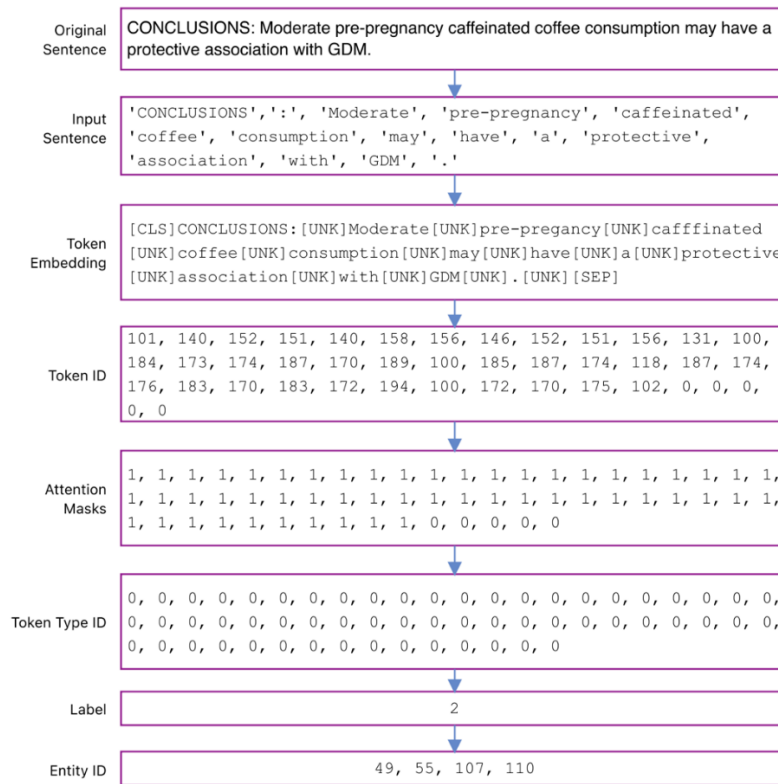 Original
Sentence
CONCLUSIONS: Moderate pre-pregnancy caffeinated coffee consumption may have a
protective association with GDM.
Input
Sentence
'CONCLUSIONS',':', 'Moderate', 'pre-pregnancy', 'caffeinated',
'coffee', 'consumption', 'may', 'have', 'a', 'protective',
'association', 'with', 'GDM', '.'
Token
Embedding
[CLS]CONCLUSIONS:[UNK]Moderate[UNK]pre-pregancy[UNK]cafffinated
[UNK]coffee[UNK]consumption[UNK]may[UNK]have[UNK]a[UNK]protective
[UNK]association[UNK]with[UNK]GDM[UNK].[UNK][SEP]
Token ID
101, 140, 152, 151, 140, 158, 156, 146, 152, 151, 156, 131, 100,
184, 173, 174, 187, 170, 189, 100, 185, 187, 174, 118, 187, 174,
176, 183, 170, 183, 172, 194, 100, 172, 170, 175, 102, 0, 0, 0,
0, 0
Attention
Masks
1, 1, 1, 1, 1, 1, 1, 1, 1, 1, 1, 1, 1, 1, 1, 1, 1, 1, 1, 1, 1, 1,
1, 1, 1, 1, 1, 1, 1, 1, 1, 1, 1, 1, 1, 1, 1, 1, 1, 1, 1, 1, 1, 1,
1, 1, 1, 1, 1, 1, 1, 1, 1, 1, 0, 0, 0, 0, 0
Token Type ID
0, 0, 0, 0, 0, 0, 0, 0, 0, 0, 0, 0, 0, 0, 0, 0, 0, 0, 0, 0, 0, 0,
0, 0, 0, 0, 0, 0, 0, 0, 0, 0, 0, 0, 0, 0, 0, 0, 0, 0, 0, 0, 0, 0,
0, 0, 0, 0, 0, 0, 0, 0, 0, 0, 0, 0, 0, 0, 0
Label
2
Entity ID
49, 55, 107, 110